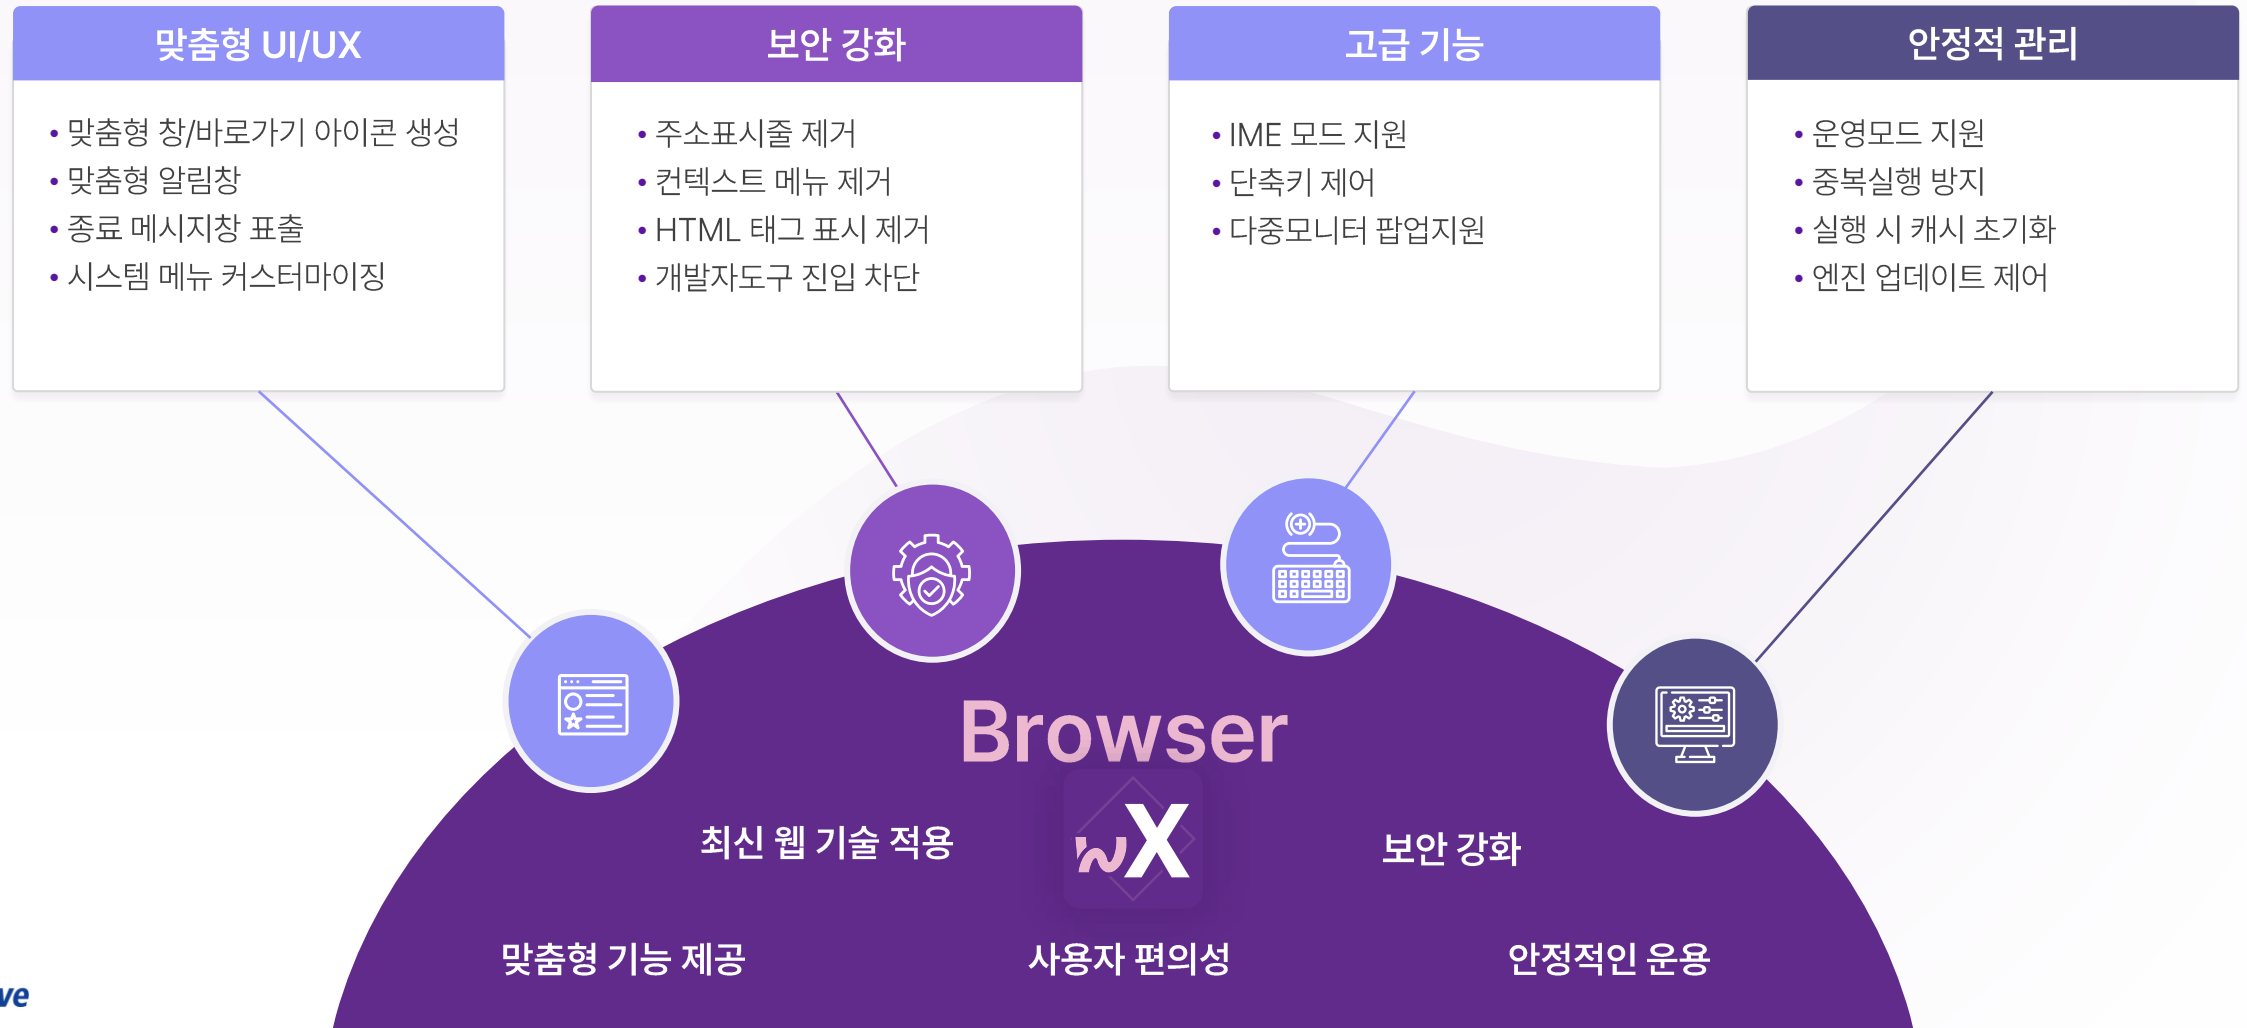 맞춤형 UI/UX
• 맞춤형 창/바로가기 아이콘 생성
• 맞춤형 알림창
• 종료 메시지창 표출
• 시스템 메뉴 커스터마이징
보안 강화
• 주소표시줄 제거
• 컨텍스트 메뉴 제거
• HTML 태그 표시 제거
• 개발자도구 진입 차단
고급 기능
• IME 모드 지원
• 단축키 제어
• 다중모니터 팝업지원
안정적 관리
• 운영모드 지원
• 중복실행 방지
• 실행 시 캐시 초기화
• 엔진 업데이트 제어
Browser
wX
최신 웹 기술 적용
보안 강화
맞춤형 기능 제공
사용자 편의성
안정적인 운용
ve